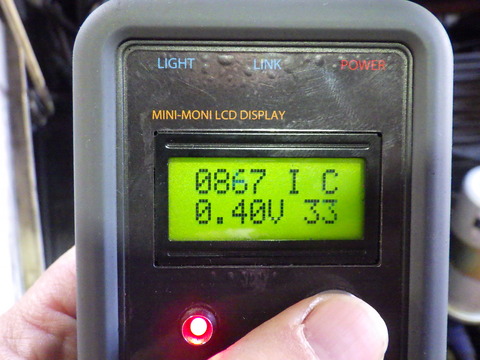 LIGHT LINK POWER
MINI-MONI LCD DISPLAY
0867 I C
0.40V 33